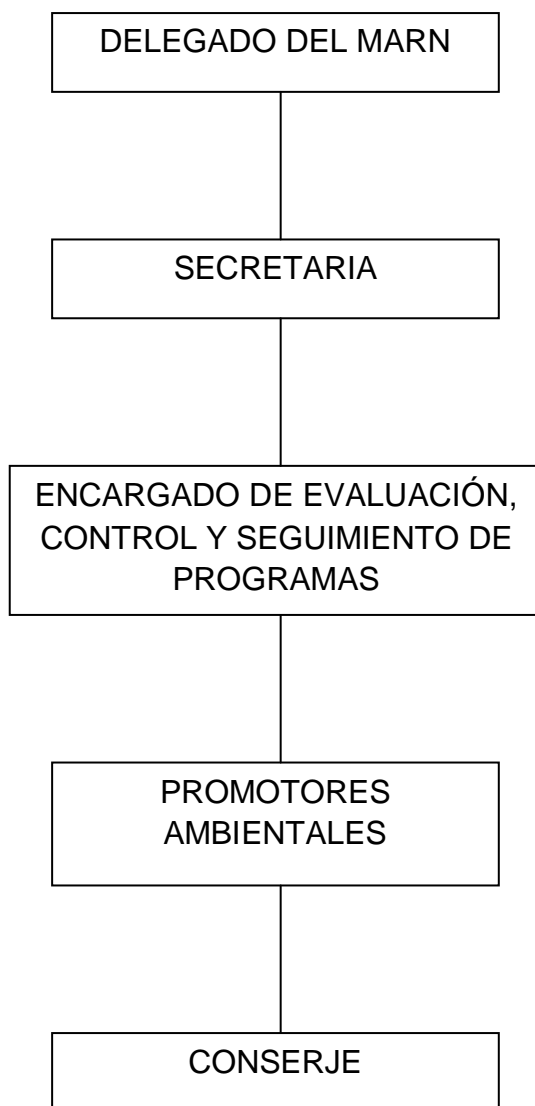 DELEGADO DEL MARN
SECRETARIA
ENCARGADO DE EVALUACIÓN,
CONTROL Y SEGUIMIENTO DE
PROGRAMAS
PROMOTORES
AMBIENTALES
CONSERJE